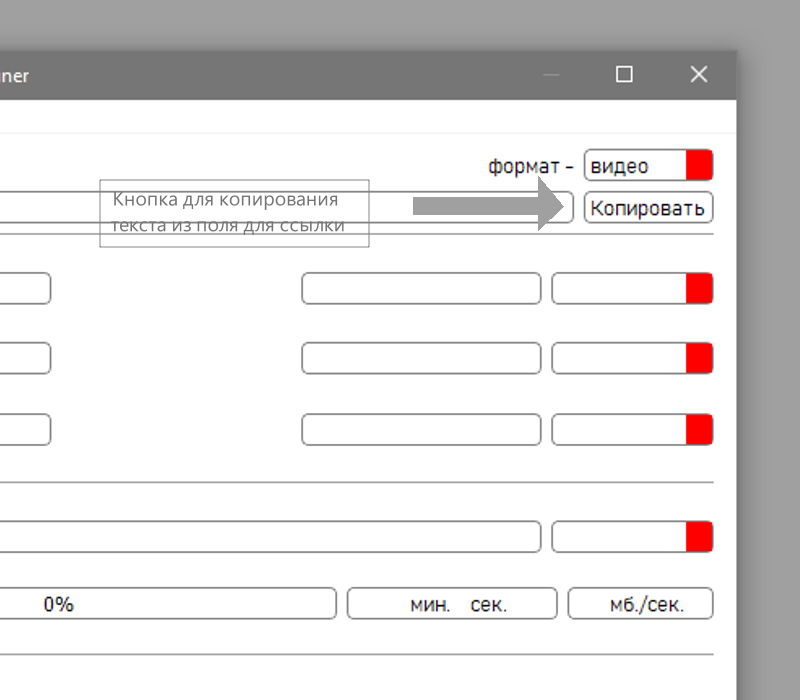 ner
формат -
видео
Кнопка для копирования
текста из поля для ссылки
Копировать
0%
мин. сек.
мб./сек.